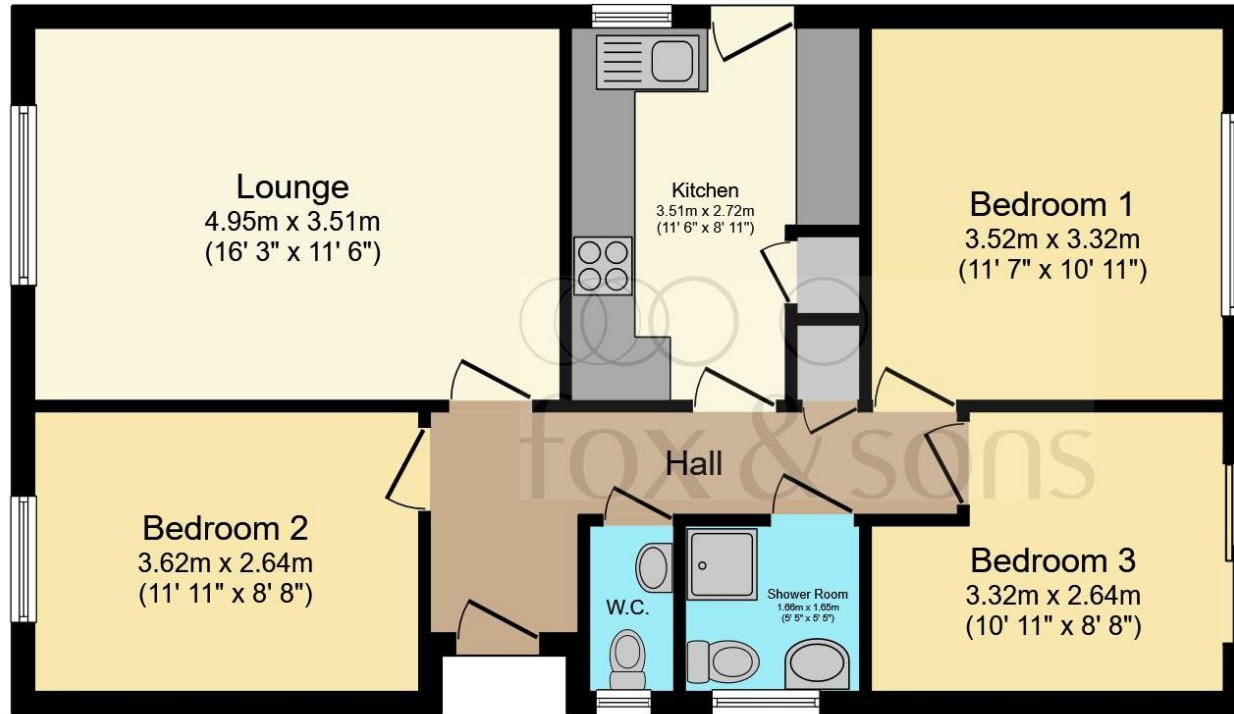 Lounge
4.95m x 3.51m
(16' 3" x 11' 6")
Kitchen
3.51m x 2.72m
(11' 6" x 8' 11")
Bedroom 1
3.52m x 3.32m
(11' 7" x 10' 11")
Hall
fox & sons
Bedroom 2
3.62m x 2.64m
(11' 11" x 8' 8")
W.C.
Shower Room
1.66m x 1.65m
(5' 5" x 5' 5")
Bedroom 3
3.32m x 2.64m
(10' 11" x 8' 8")